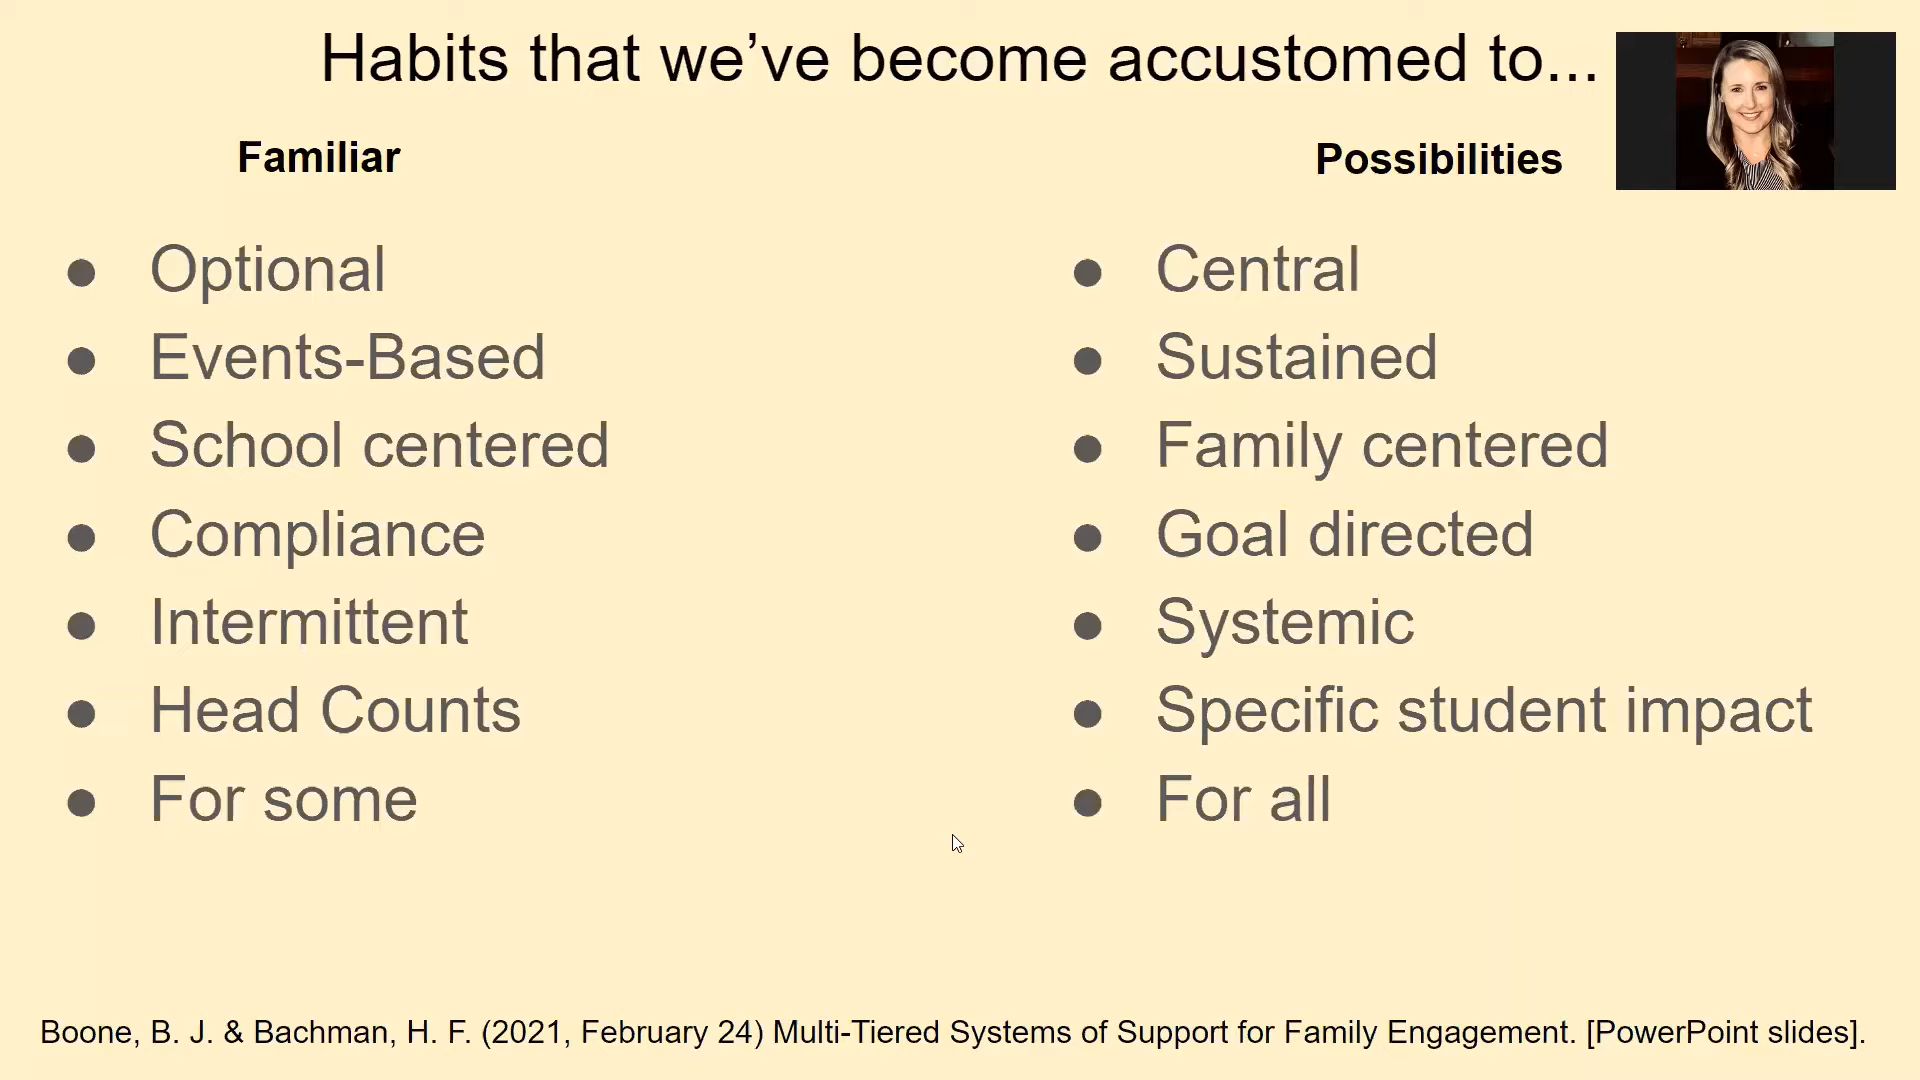 Habits that we’ve become accustomed to...
Familiar
Optional
Events-Based
School centered
Compliance
Intermittent
Head Counts
For some
Possibilities
Central
Sustained
Family centered
Goal directed
Systemic
Specific student impact
For all
Boone, B. J. & Bachman, H. F. (2021, February 24) Multi-Tiered Systems of Support for Family Engagement. [PowerPoint slides].